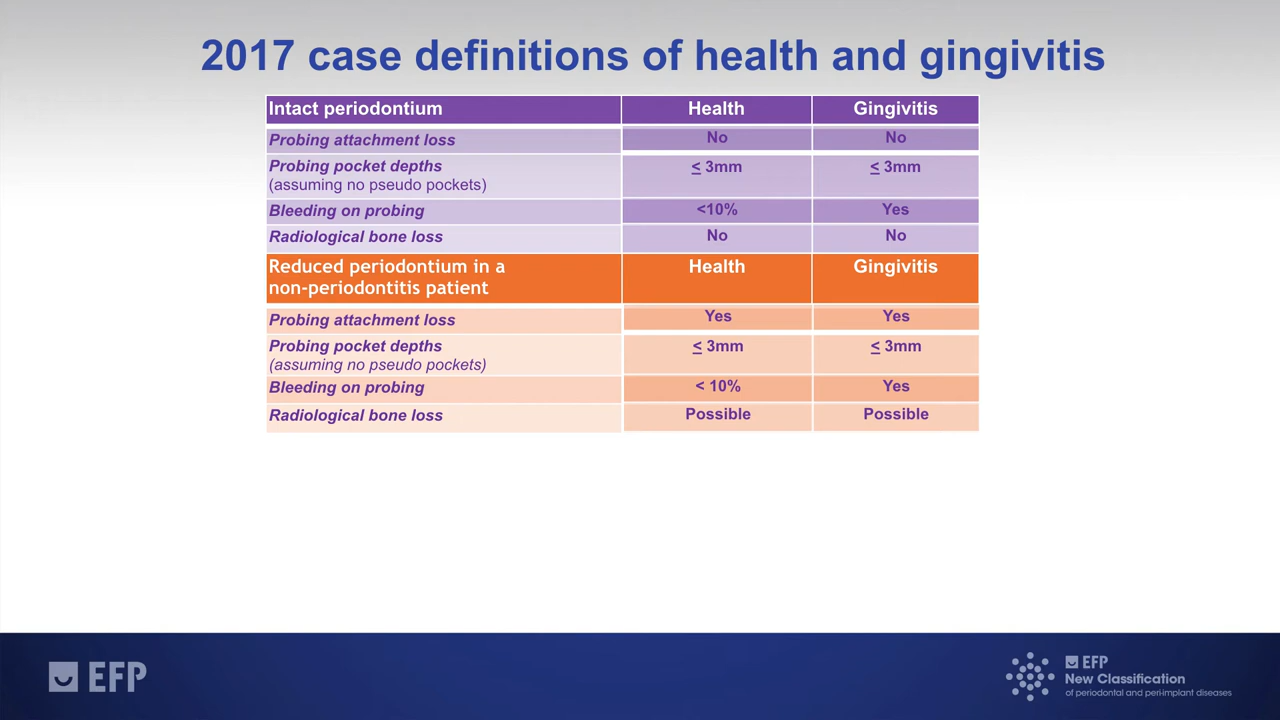 2017 case definitions of health and gingivitis
Intact periodontium Health Gingivitis
Probing attachment loss No No
Probing pocket depths ≤ 3mm ≤ 3mm
(assuming no pseudo pockets)
Bleeding on probing <10% Yes
Radiological bone loss No No
Reduced periodontium in a Health Gingivitis
non-periodontitis patient
Probing attachment loss Yes Yes
Probing pocket depths ≤ 3mm ≤ 3mm
(assuming no pseudo pockets)
Bleeding on probing < 10% Yes
Radiological bone loss Possible Possible
EFP
EFP
New Classification
of periodontal and peri-implant diseases